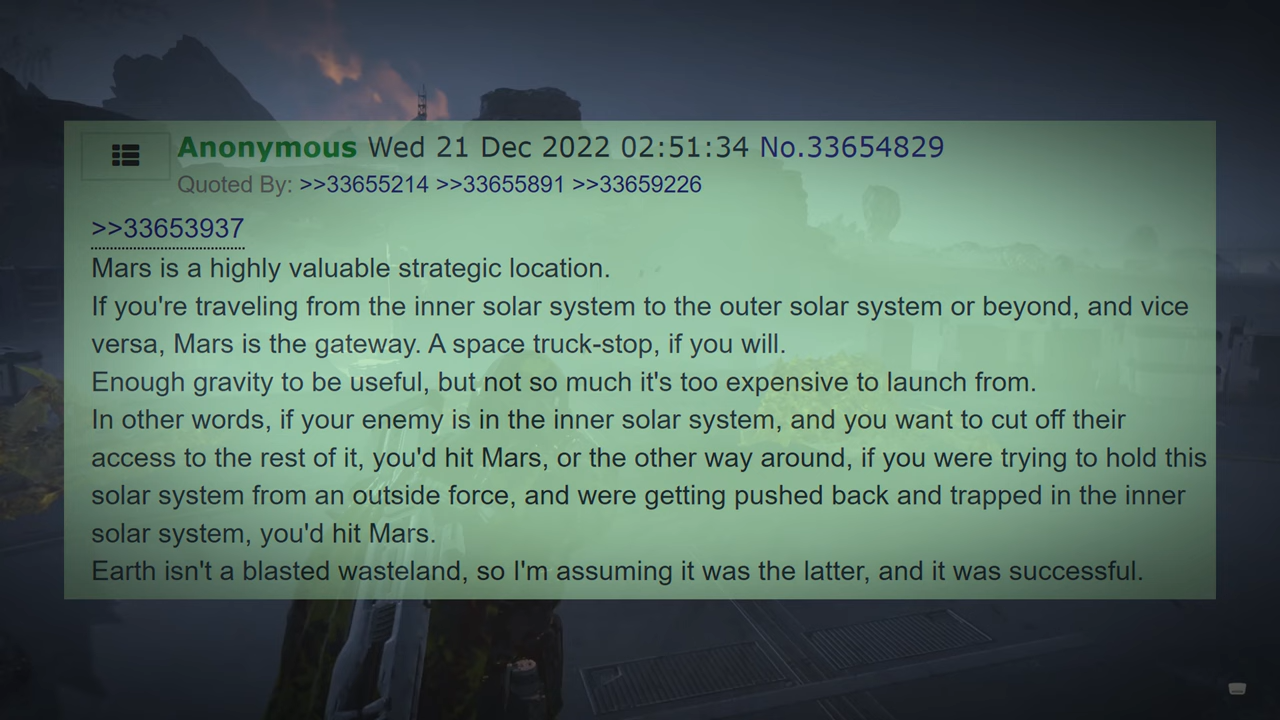 Anonymous Wed 21 Dec 2022 02:51:34 No.33654829
Quoted By: >>33655214 >>33655891 >>33659226
>>33653937
Mars is a highly valuable strategic location.
If you're traveling from the inner solar system to the outer solar system or beyond, and vice
versa, Mars is the gateway. A space truck-stop, if you will.
Enough gravity to be useful, but not so much it's too expensive to launch from.
In other words, if your enemy is in the inner solar system, and you want to cut off their
access to the rest of it, you'd hit Mars, or the other way around, if you were trying to hold this
solar system from an outside force, and were getting pushed back and trapped in the inner
solar system, you'd hit Mars.
Earth isn't a blasted wasteland, so I'm assuming it was the latter, and it was successful.